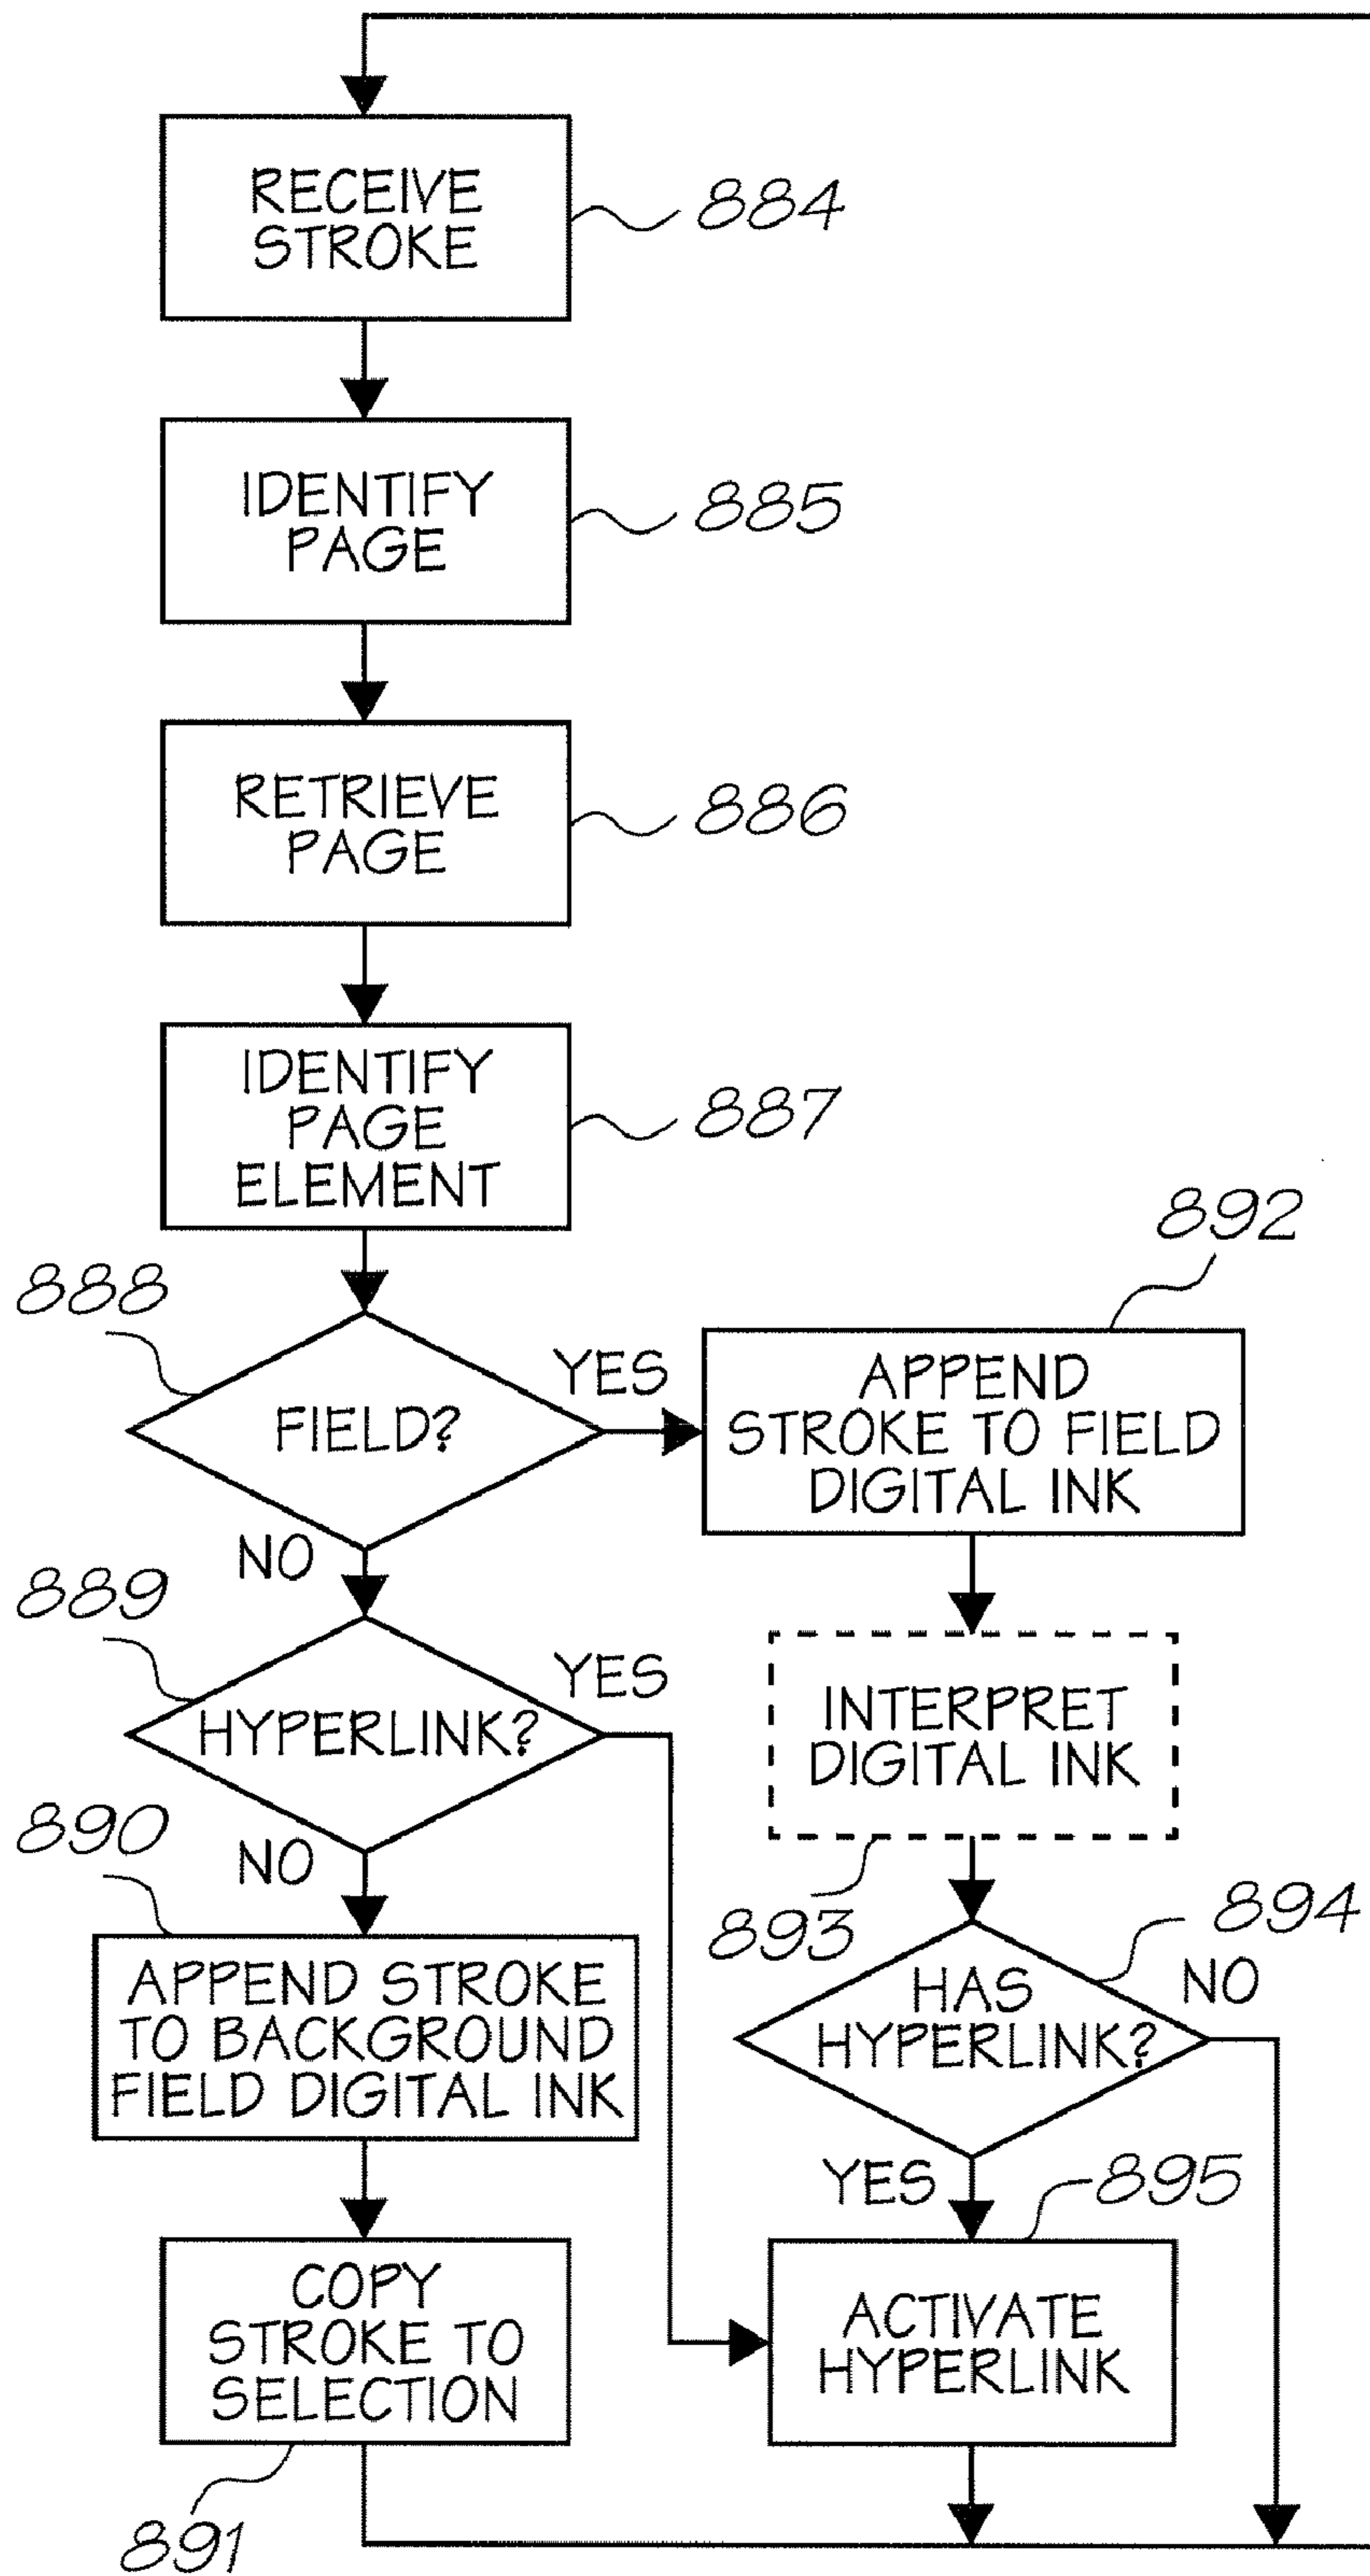 RECEIVE
STROKE
884
IDENTIFY
PAGE
885
RETRIEVE
PAGE
886
IDENTIFY
PAGE
ELEMENT
887
888
FIELD?
YES
NO
892
APPEND
STROKE TO FIELD
DIGITAL INK
889
HYPERLINK?
YES
NO
INTERPRET
DIGITAL INK
893
890
APPEND STROKE
TO BACKGROUND
FIELD DIGITAL INK
894
HAS
HYPERLINK?
NO
YES
895
COPY
STROKE TO
SELECTION
891
ACTIVATE
HYPERLINK